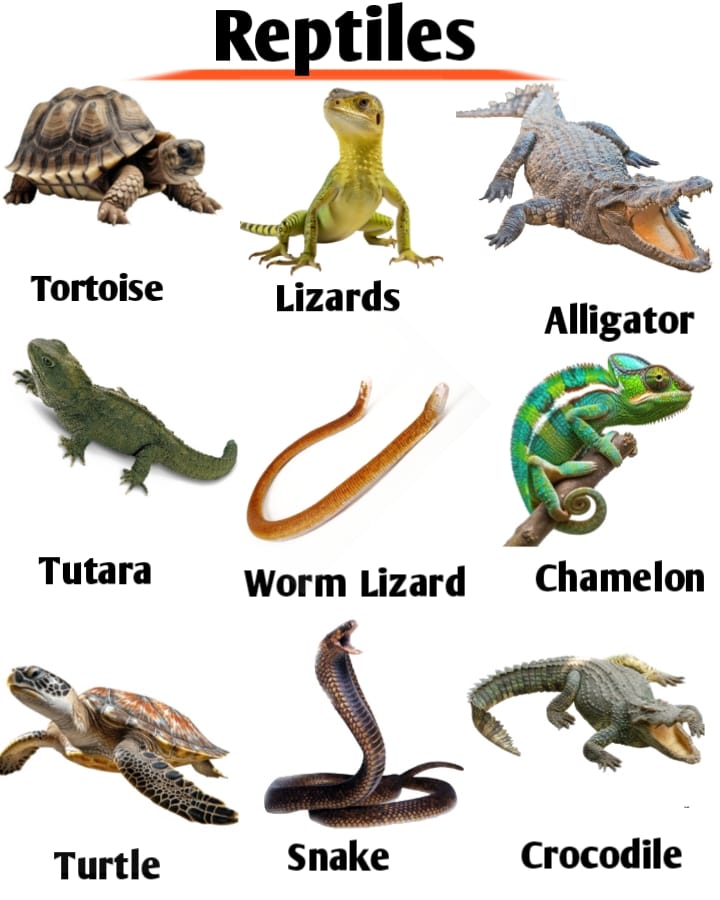 Reptiles
Tortoise
Lizards
Alligator
Tutara
Worm Lizard
Chamelon
Turtle
Snake
Crocodile